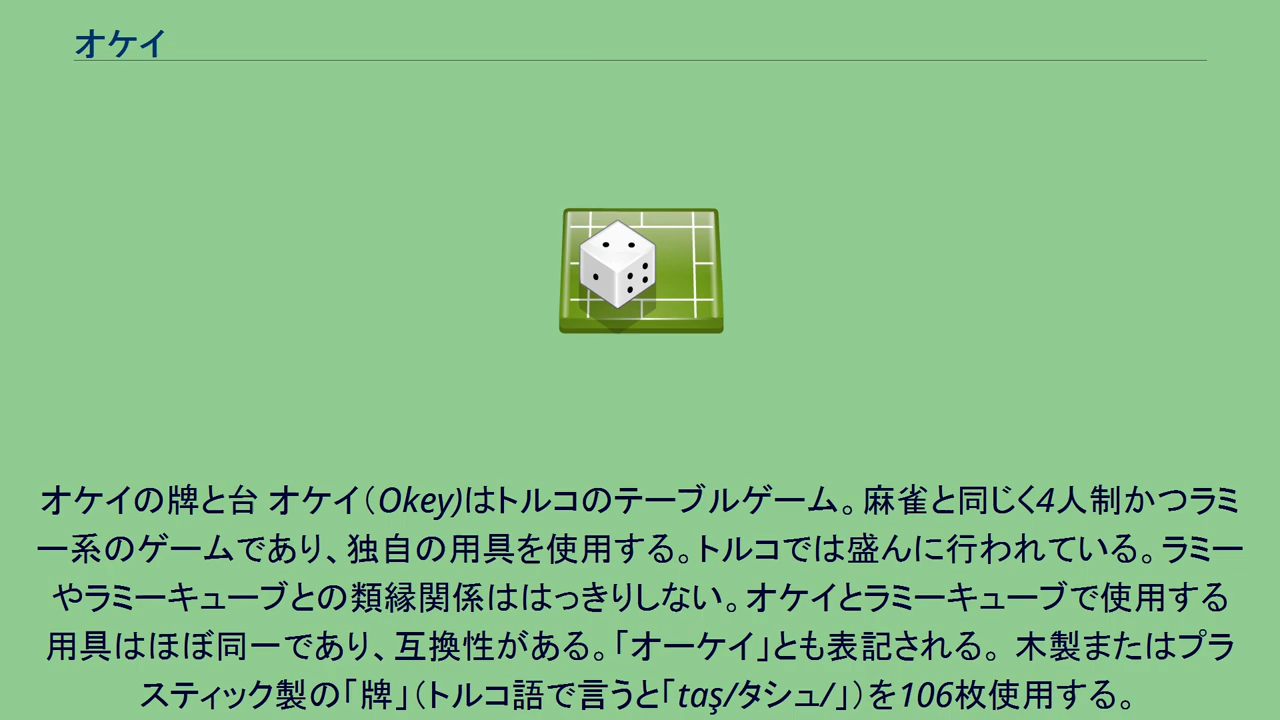 オケイ
オケイの牌と台 オケイ（Okey)はトルコのテーブルゲーム。麻雀と同じく4人制かつラミ
ー系のゲームであり、独自の用具を使用する。トルコでは盛んに行われている。ラミー
やラミーキューブとの類縁関係ははっきりしない。オケイとラミーキューブで使用する
用具はほぼ同一であり、互換性がある。「オーケイ」とも表記される。 木製またはプラ
スティック製の「牌」（トルコ語で言うと「taş/タシュ/」）を106枚使用する。